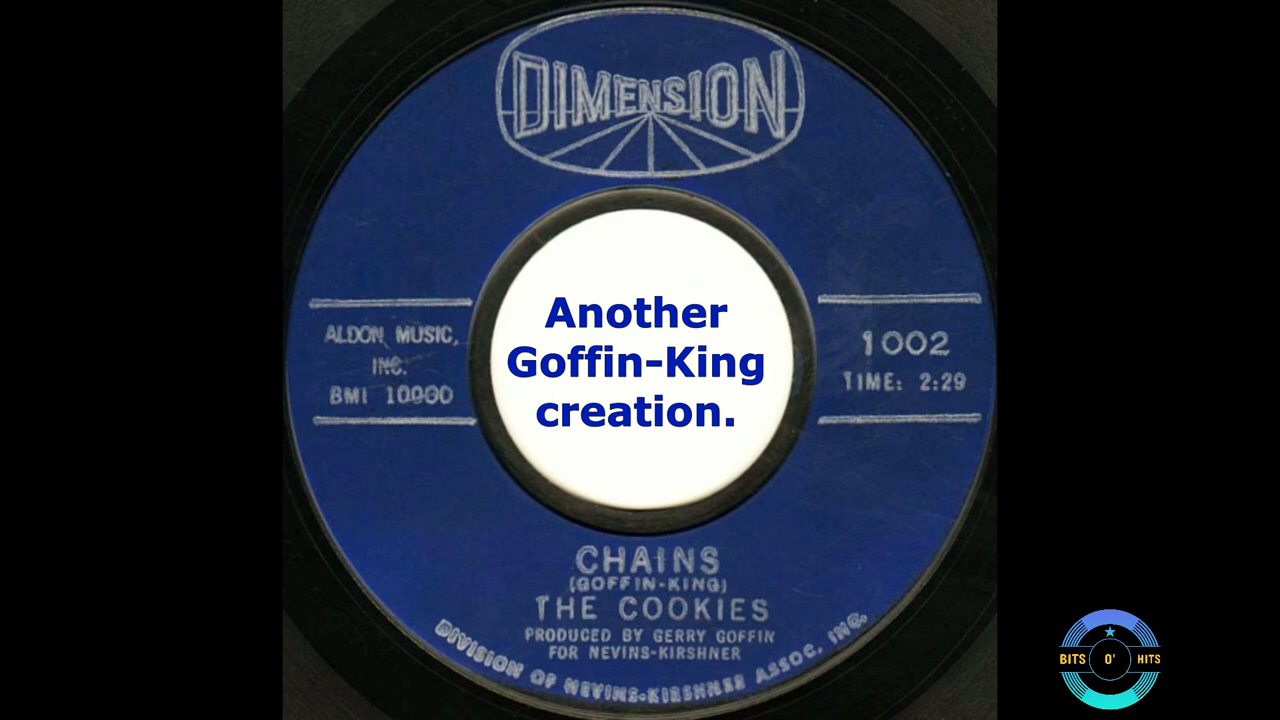 DIMENSION
Another
Goffin-King
creation.
ALDON MUSIC,
INC.
BMI 10000
1002
TIME: 2:29
CHAINS
(GOFFIN-KING)
THE COOKIES
PRODUCED BY GERRY GOFFIN
FOR NEVINS-KIRSHNER
DIVISION OF NEVINS-KIRSHNER ASSOC. INC.
BITS O' HITS